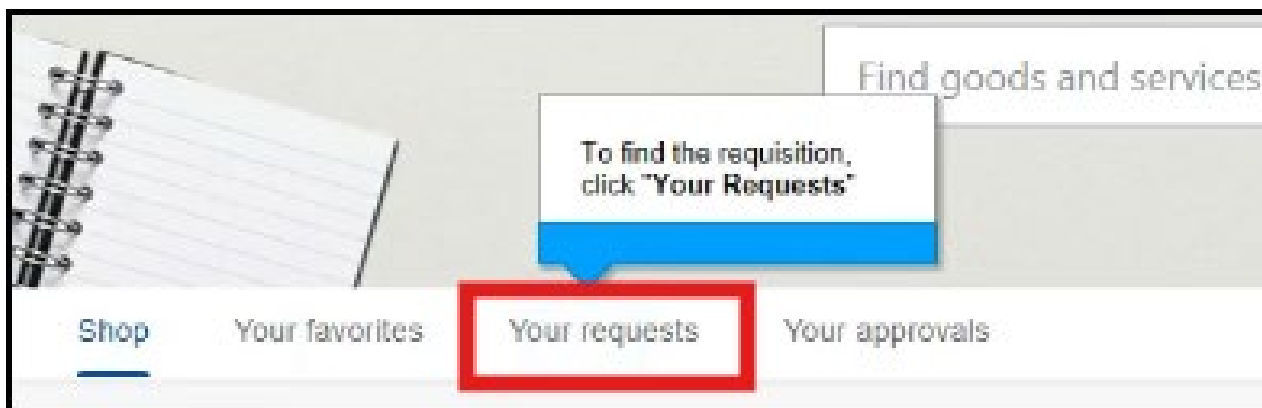 Find goods and services
To find the requisition,
click "Your Requests"
Shop
Your favorites
Your requests
Your approvals